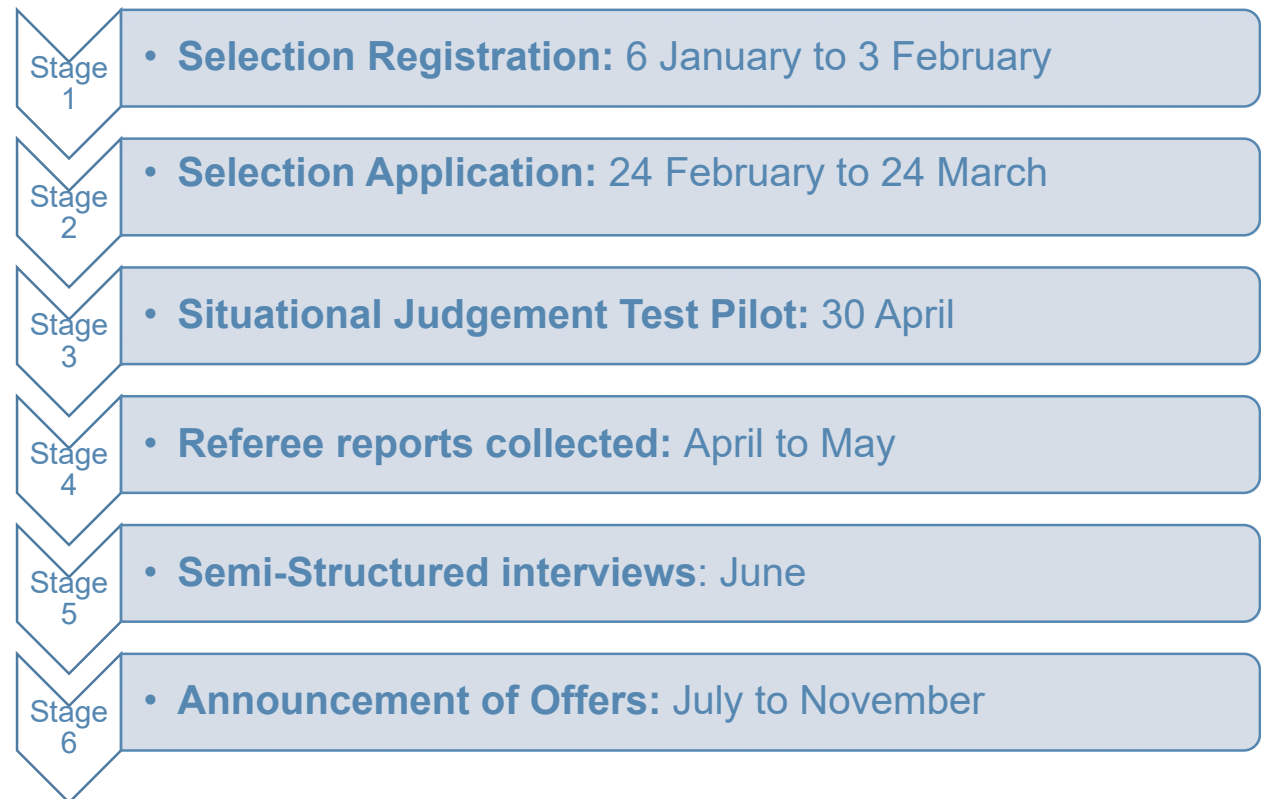 Stage
1
• Selection Registration: 6 January to 3 February
Stage
2
• Selection Application: 24 February to 24 March
Stage
3
• Situational Judgement Test Pilot: 30 April
Stage
4
• Referee reports collected: April to May
Stage
5
• Semi-Structured interviews: June
Stage
6
• Announcement of Offers: July to November